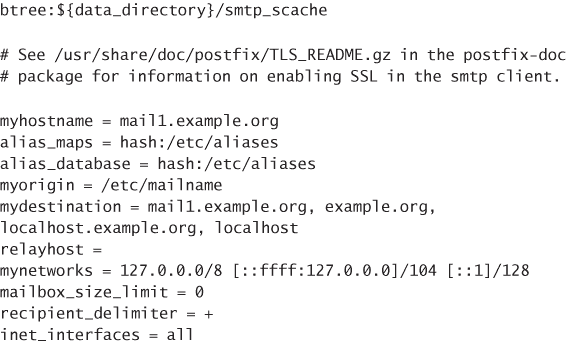 btree:${data_directory}/smtp_scache
# See /usr/share/doc/postfix/TLS_README.gz in the postfix-doc
# package for information on enabling SSL in the smtp client.
myhostname = mail1.example.org
alias_maps = hash:/etc/aliases
alias_database = hash:/etc/aliases
myorigin = /etc/mailname
mydestination = mail1.example.org, example.org,
localhost.example.org, localhost
relayhost =
mynetworks = 127.0.0.0/8 [::ffff:127.0.0.0]/104 [::1]/128
mailbox_size_limit = 0
recipient_delimiter = +
inet_interfaces = all